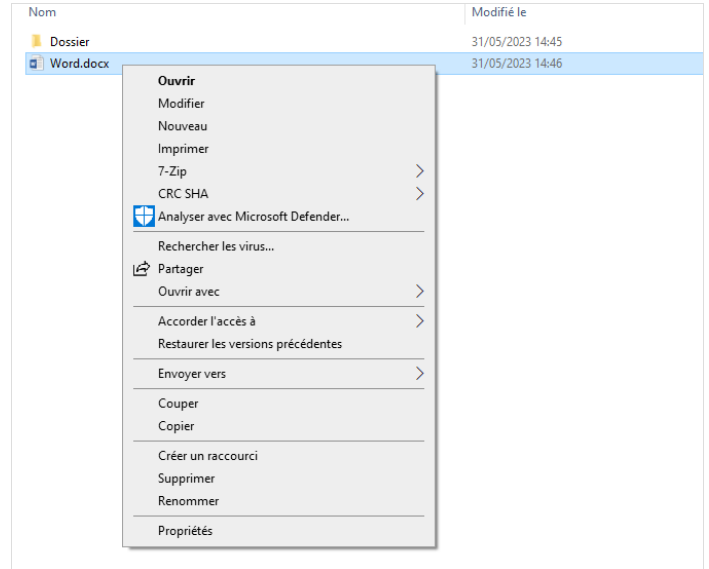 Nom Modifié le
Dossier 31/05/2023 14:45
Word.docx 31/05/2023 14:46
Ouvrir
Modifier
Nouveau
Imprimer
7-Zip
CRC SHA
Analyser avec Microsoft Defender...
Rechercher les virus...
Partager
Ouvrir avec
Accorder l'accès à
Restaurer les versions précédentes
Envoyer vers
Couper
Copier
Créer un raccourci
Supprimer
Renommer
Propriétés